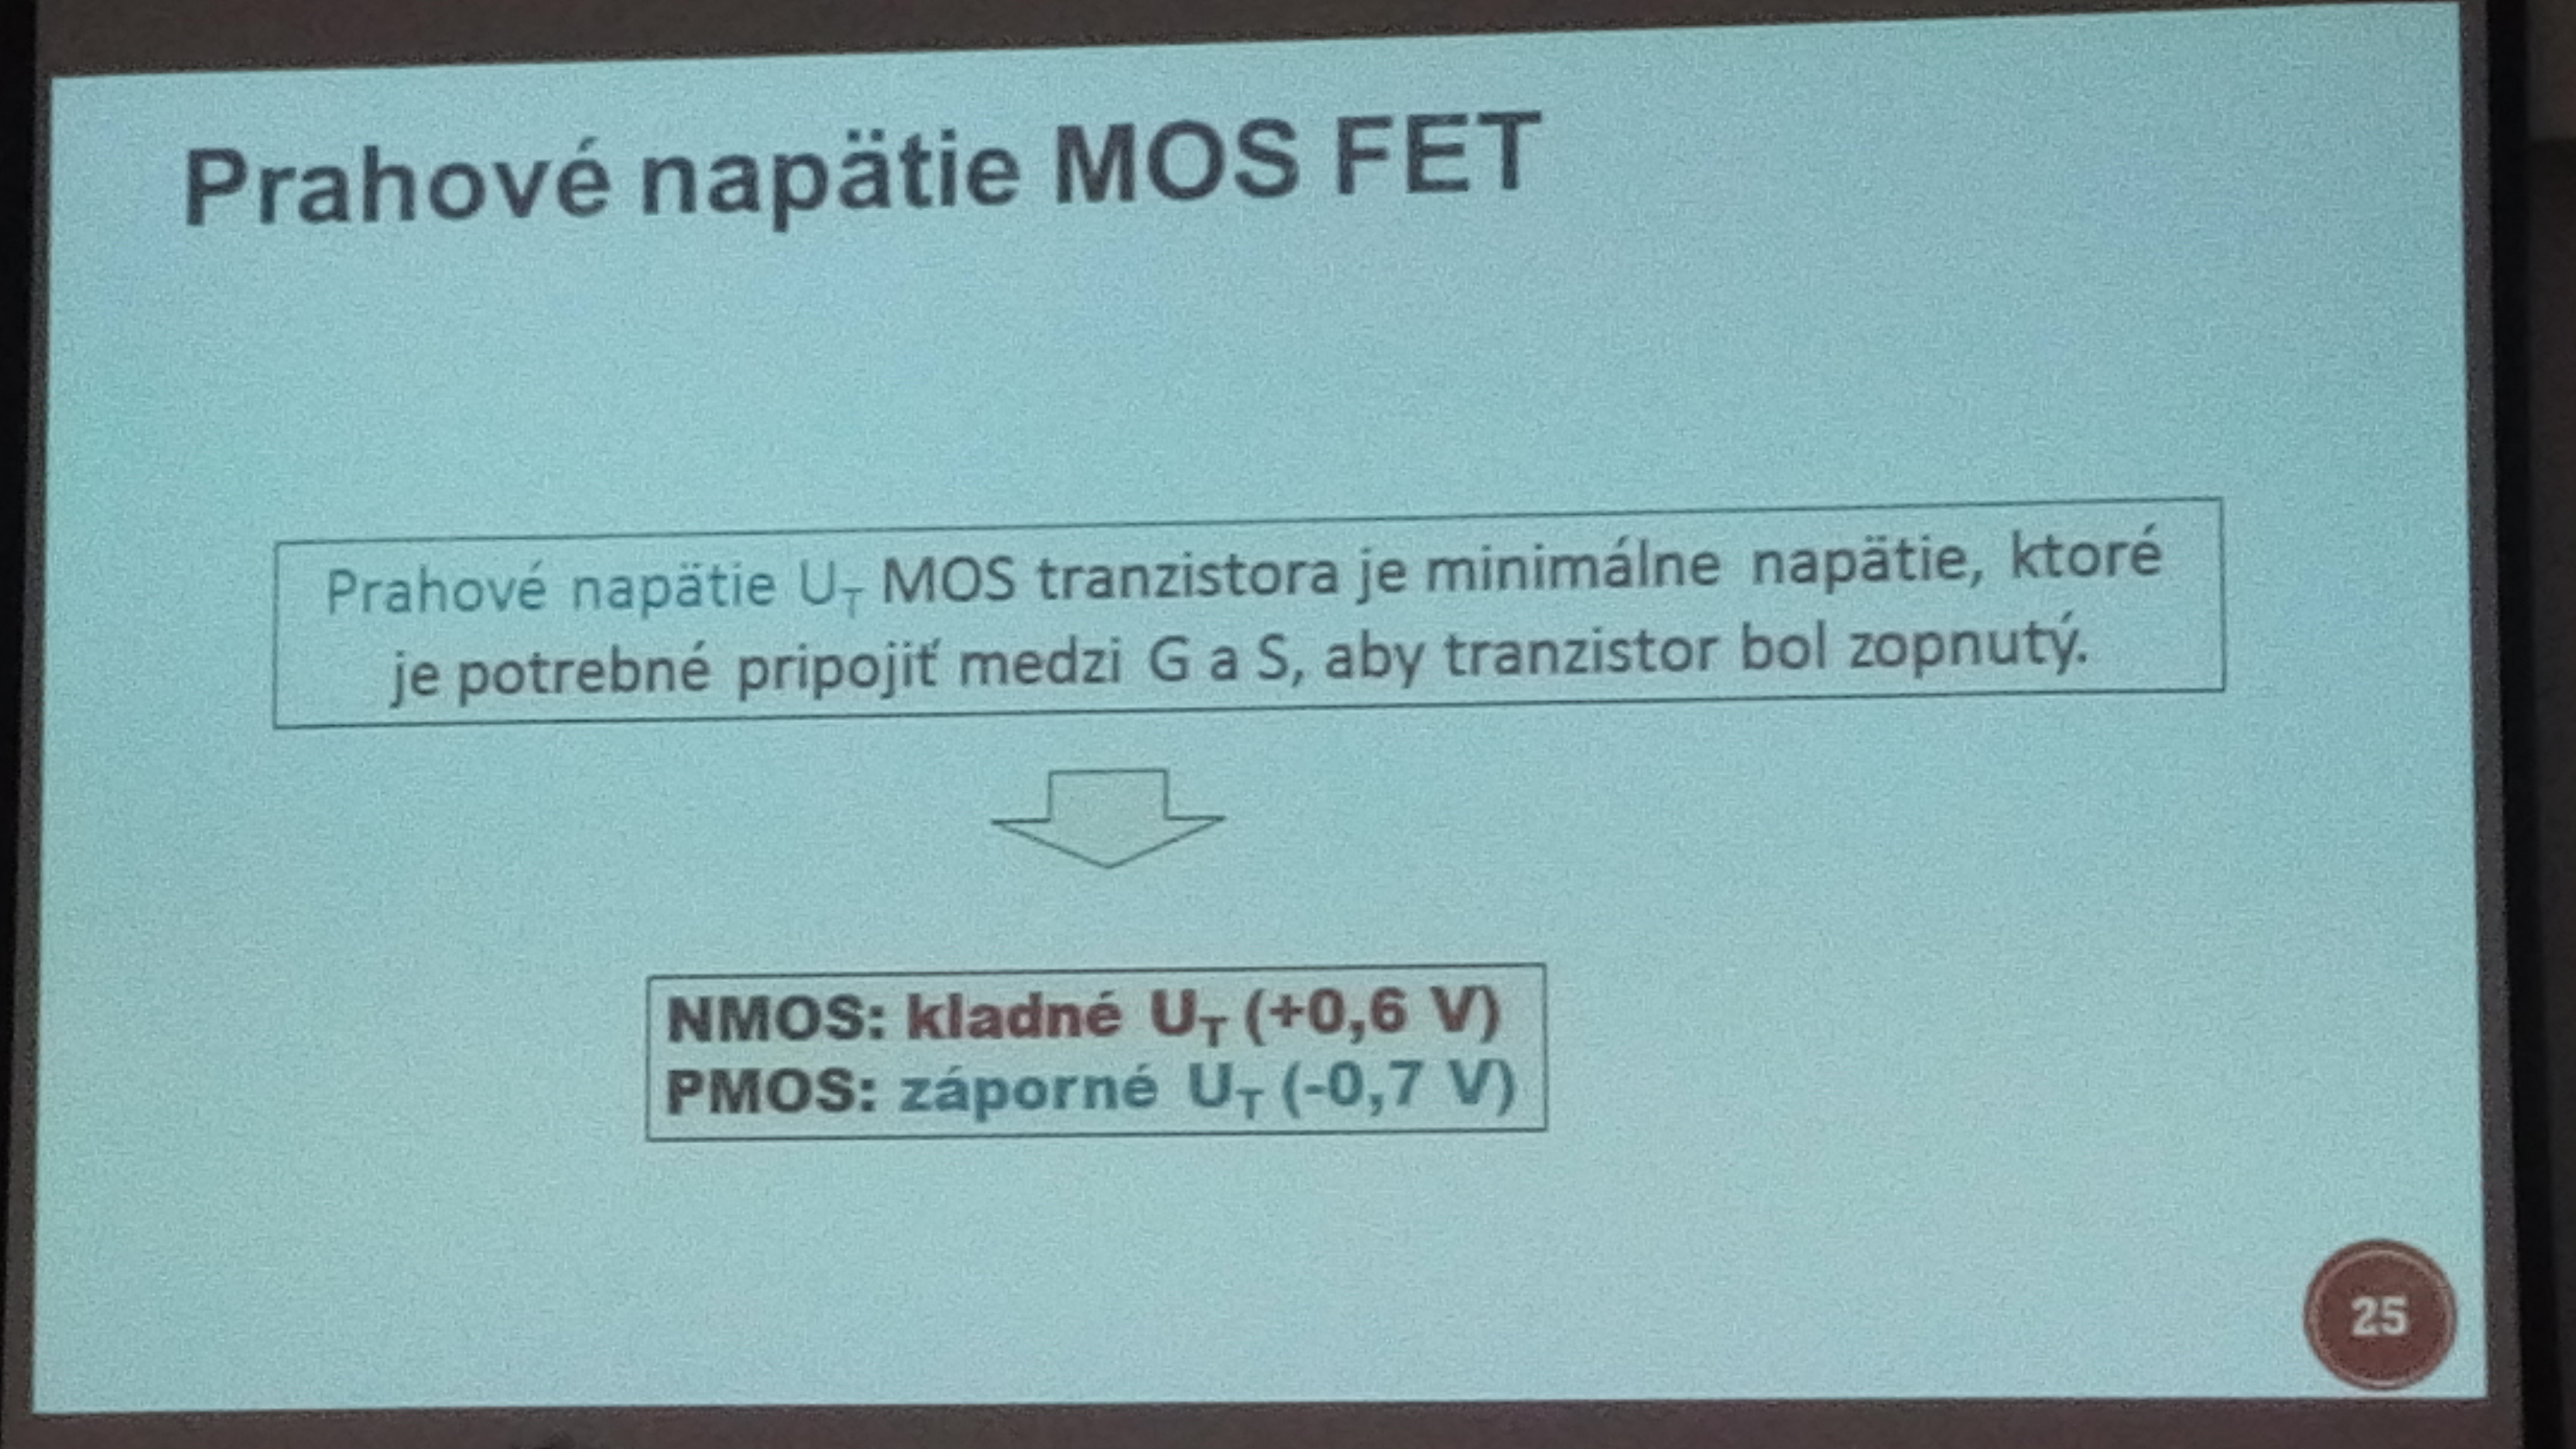 Prahové napätie MOS FET
Prahové napätie U_T MOS tranzistora je minimálne napätie, ktoré
je potrebné pripojiť medzi G a S, aby tranzistor bol zopnutý.
NMOS: kladné U_T (+0,6 V)
PMOS: záporné U_T (-0,7 V)
25